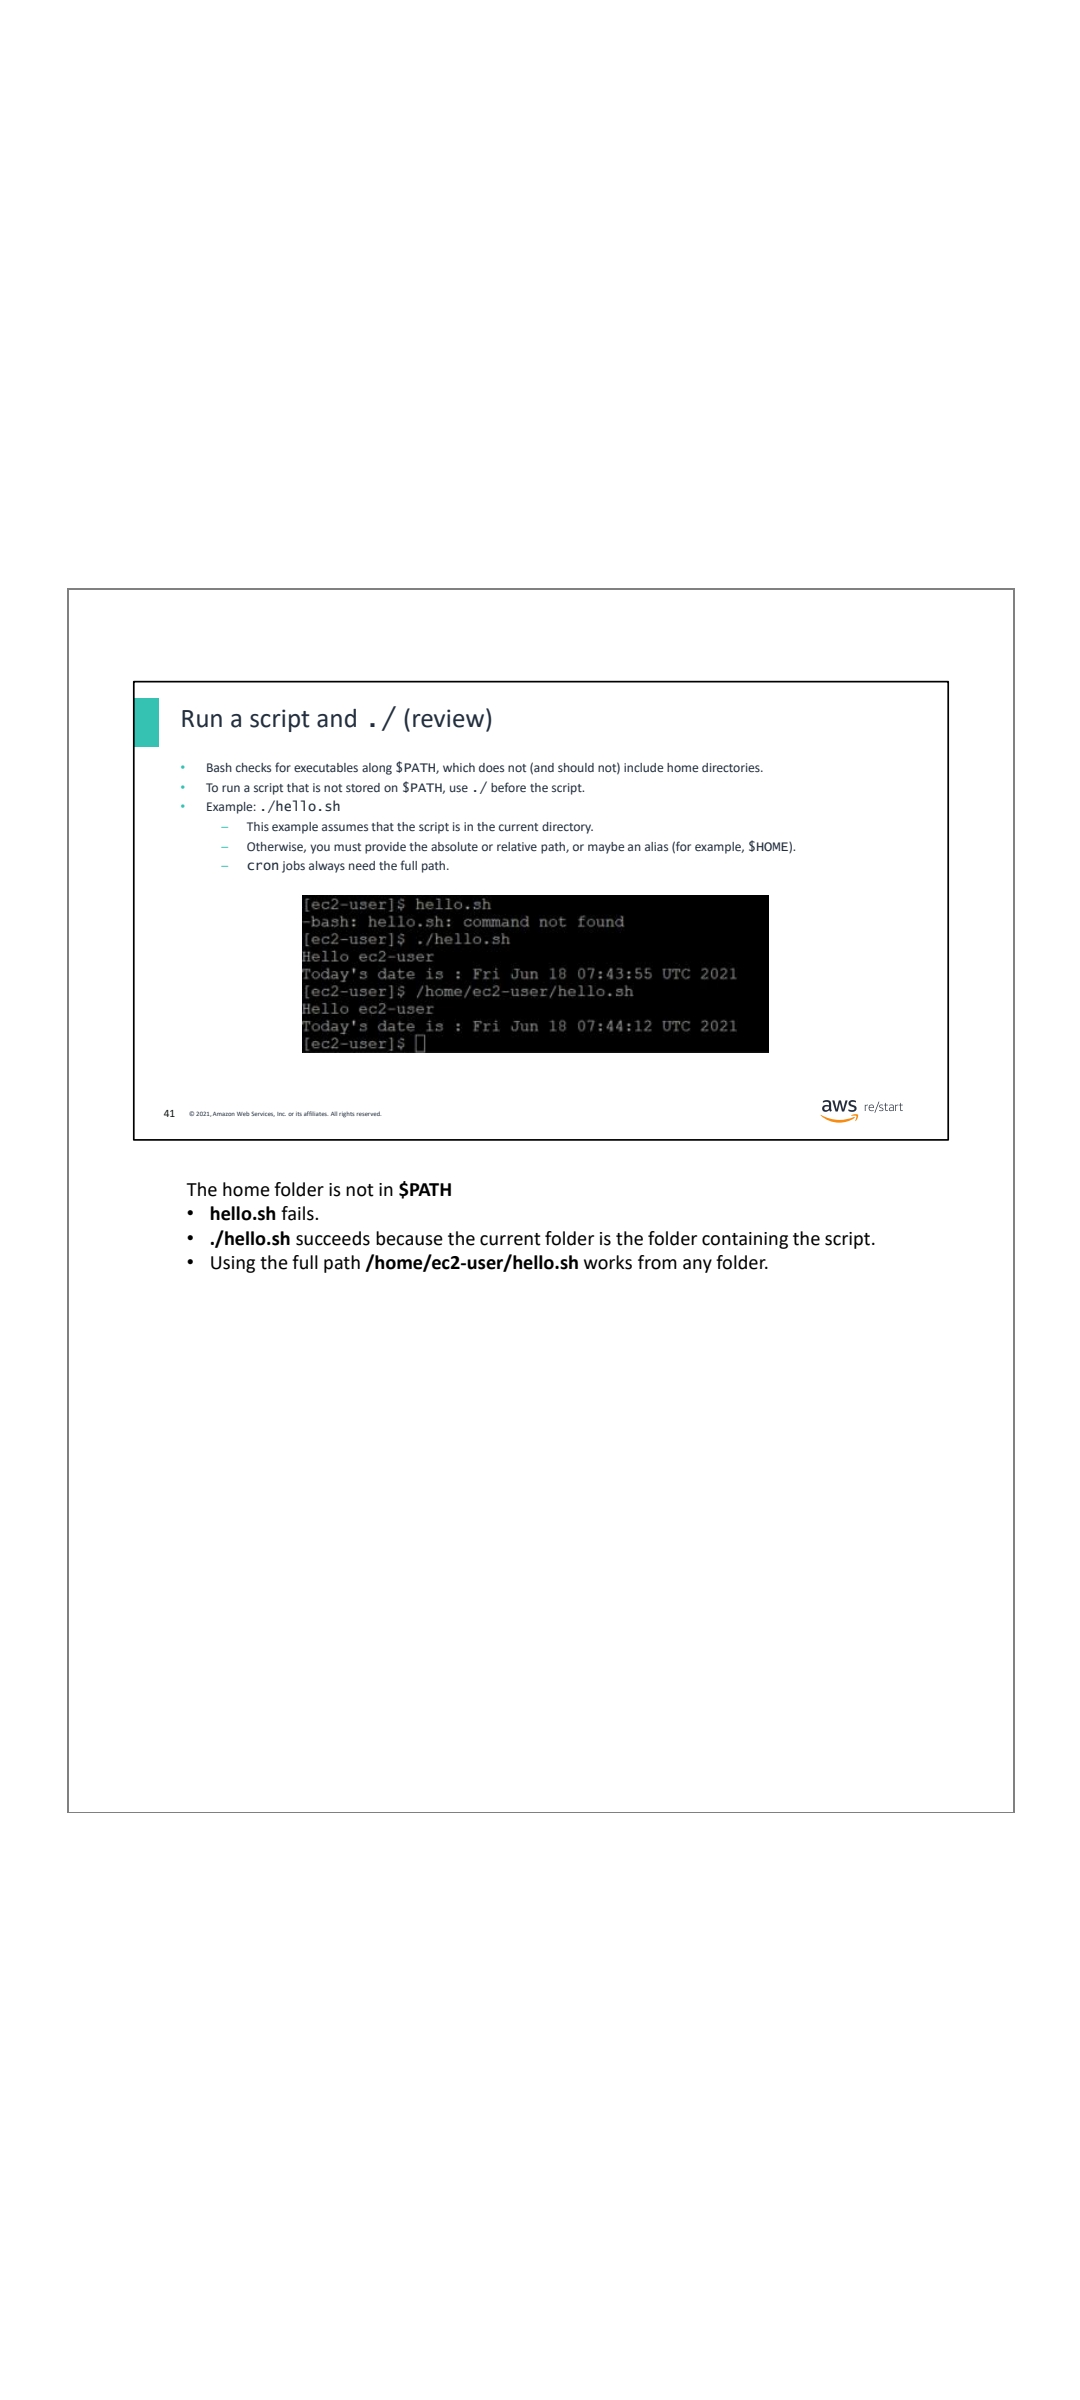 Run a script and ./ (review)
• Bash checks for executables along $PATH, which does not (and should not) include home directories.
• To run a script that is not stored on $PATH, use ./ before the script.
• Example: ./hello.sh
– This example assumes that the script is in the current directory.
– Otherwise, you must provide the absolute or relative path, or maybe an alias (for example, $HOME).
– cron jobs always need the full path.
[ec2-user]$ hello.sh
-bash: hello.sh: command not found
[ec2-user]$ ./hello.sh
Hello ec2-user
Today's date is : Fri Jun 18 07:43:55 UTC 2021
[ec2-user]$ /home/ec2-user/hello.sh
Hello ec2-user
Today's date is : Fri Jun 18 07:44:12 UTC 2021
[ec2-user]$
41 © 2021, Amazon Web Services, Inc. or its affiliates. All rights reserved.
aws re/start
The home folder is not in $PATH
• hello.sh fails.
• ./hello.sh succeeds because the current folder is the folder containing the script.
• Using the full path /home/ec2-user/hello.sh works from any folder.